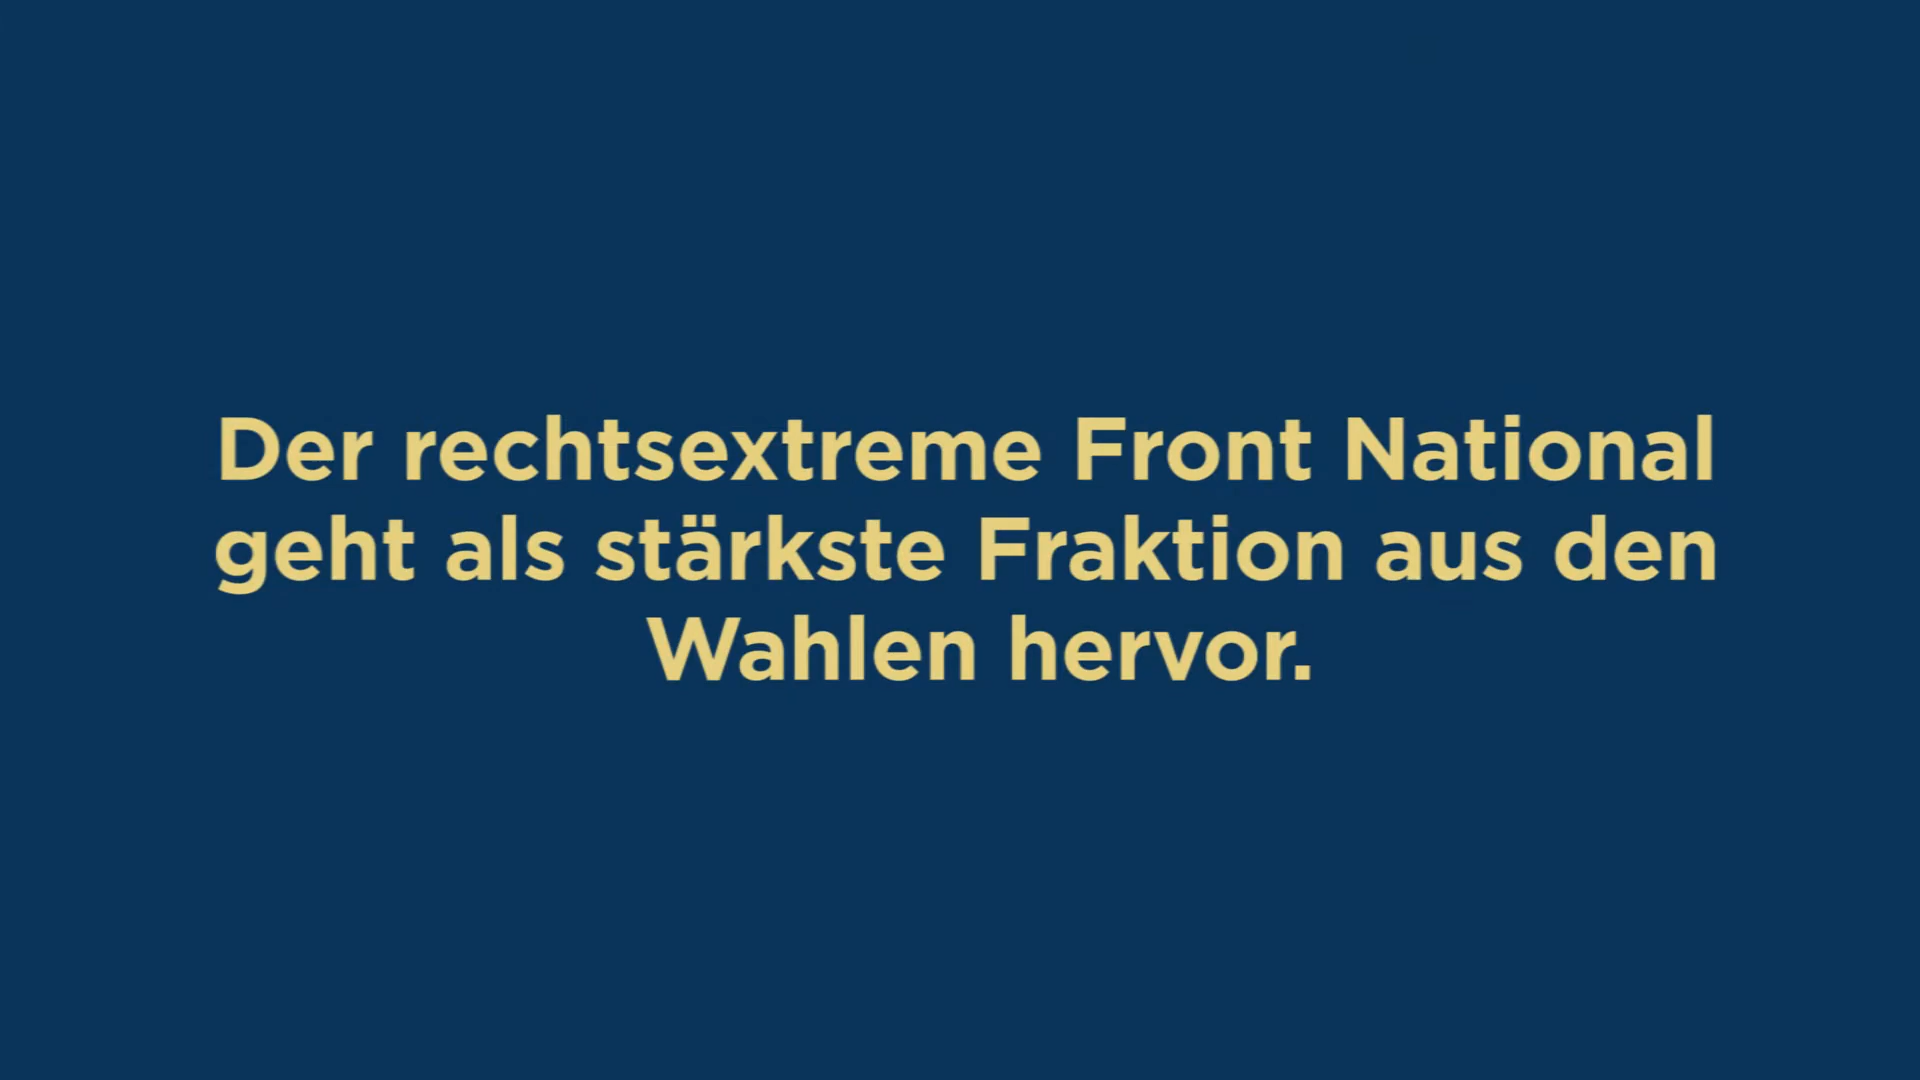 Der rechtsextreme Front National
geht als stärkste Fraktion aus den
Wahlen hervor.